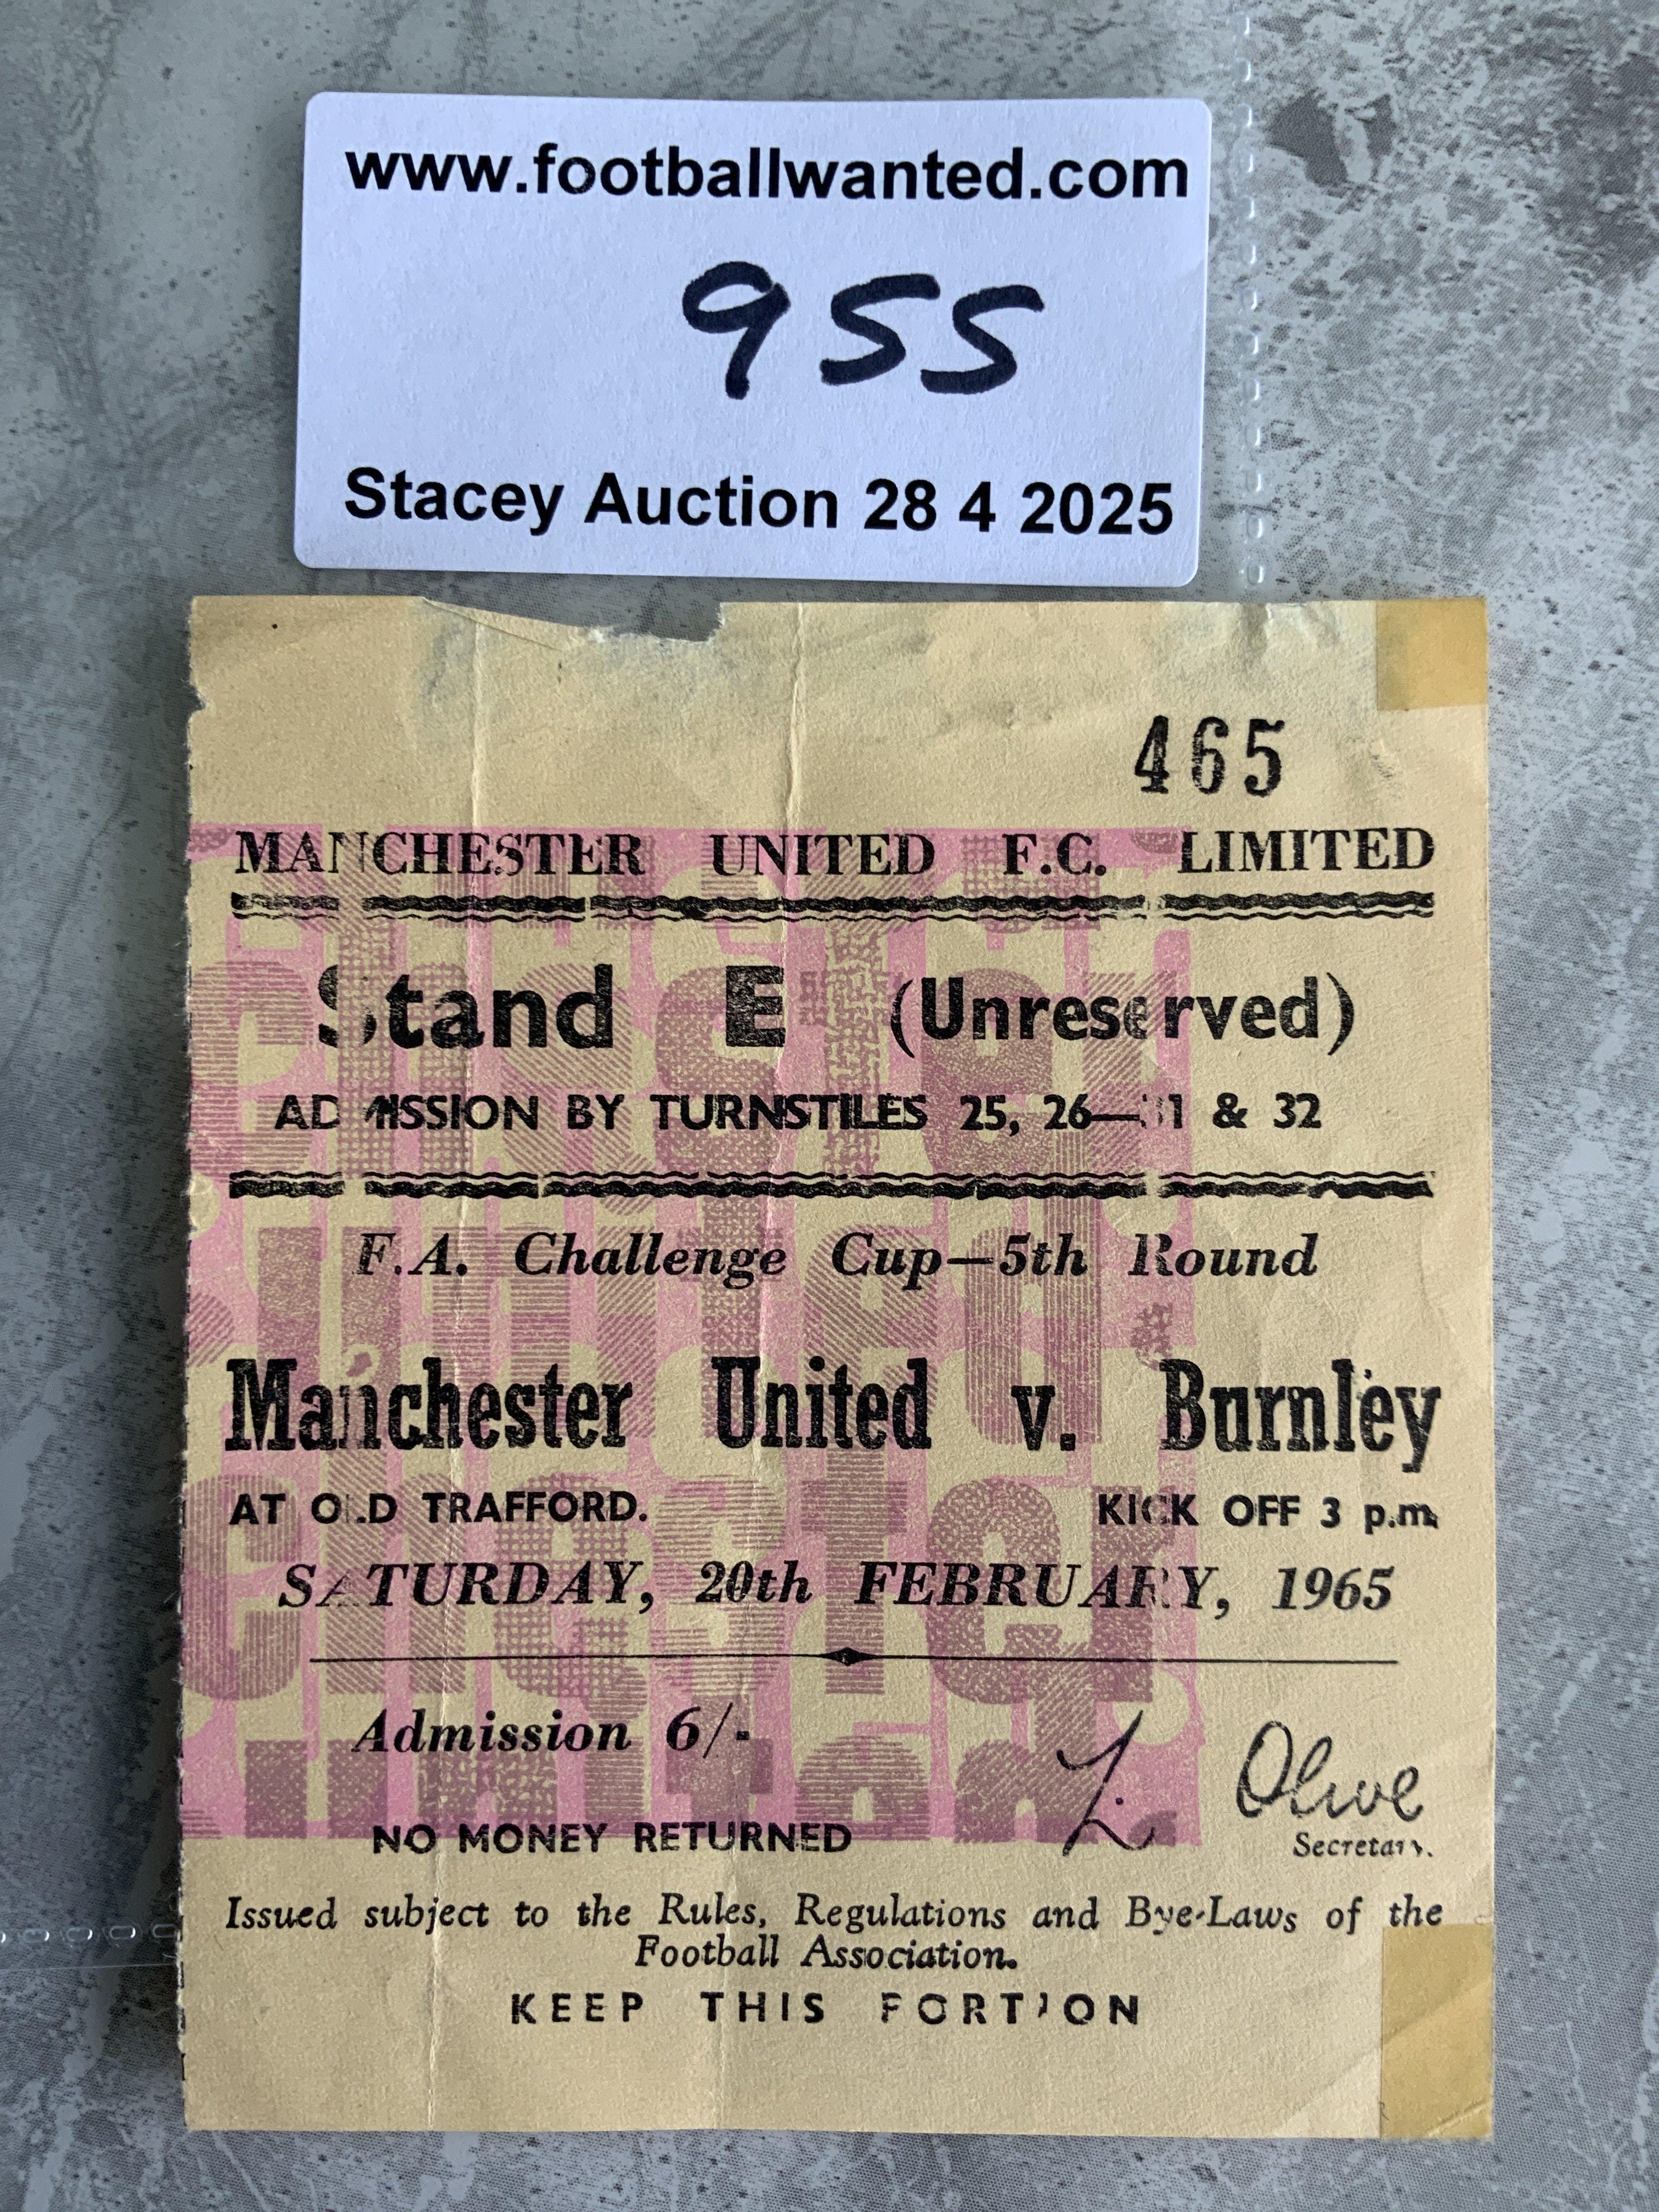 www.footballwanted.com
955
Stacey Auction 28 4 2025
465
MANCHESTER UNITED F.C. LIMITED
Stand E (Unreserved)
ADMISSION BY TURNSTILES 25, 26—31 & 32
F.A. Challenge Cup—5th Round
Manchester United v. Burnley
AT OLD TRAFFORD. KICK OFF 3 p.m.
SATURDAY, 20th FEBRUARY, 1965
Admission 6/-
L. Olive
Secretary.
NO MONEY RETURNED
Issued subject to the Rules, Regulations and Bye-Laws of the
Football Association.
KEEP THIS PORTION